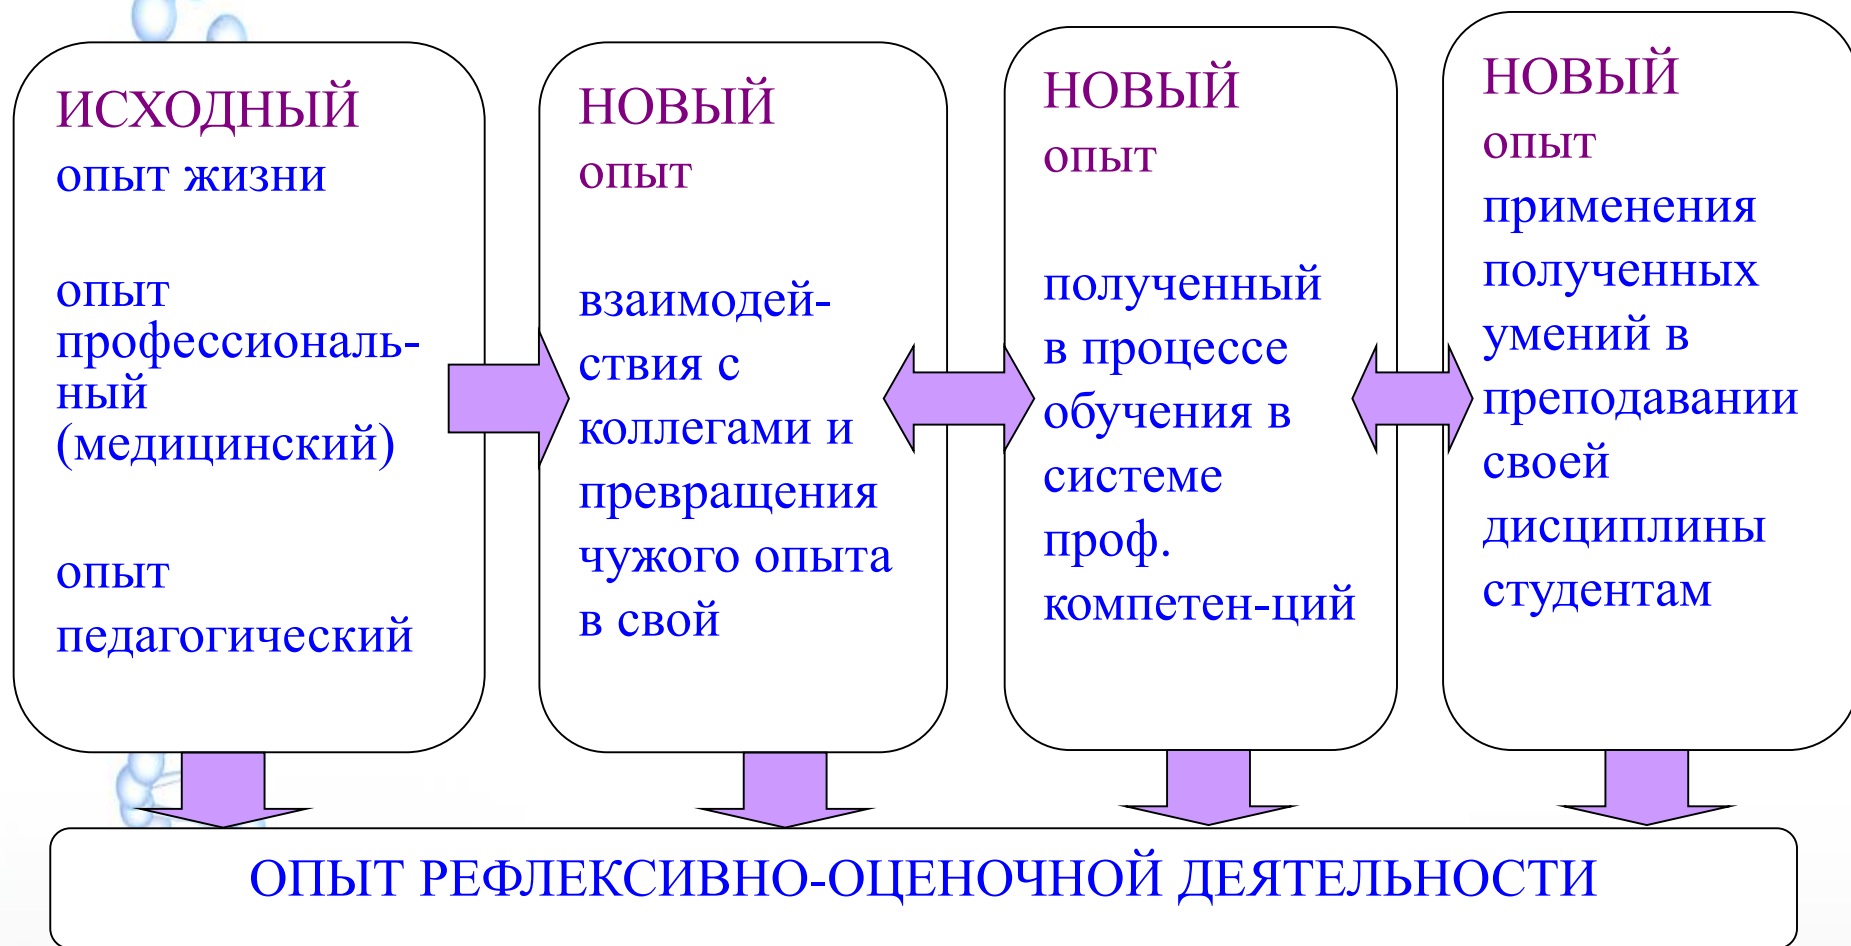 ИСХОДНЫЙ
опыт жизни
опыт
профессиональ-
ный
(медицинский)
опыт
педагогический
НОВЫЙ
опыт
взаимодей-
ствия с
коллегами и
превращения
чужого опыта
в свой
НОВЫЙ
опыт
полученный
в процессе
обучения в
системе
проф.
компетен-ций
НОВЫЙ
опыт
применения
полученных
умений в
преподавании
своей
дисциплины
студентам
ОПЫТ РЕФЛЕКСИВНО-ОЦЕНОЧНОЙ ДЕЯТЕЛЬНОСТИ